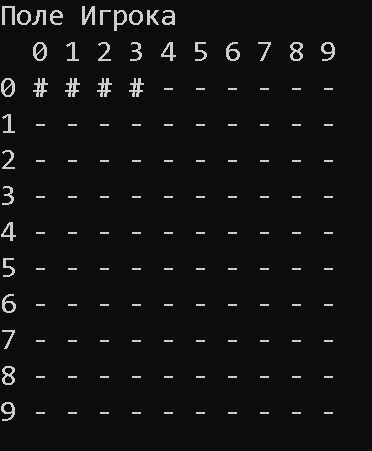 Поле Игрока
0 1 2 3 4 5 6 7 8 9
0 # # # # - - - - - -
1 - - - - - - - - - -
2 - - - - - - - - - -
3 - - - - - - - - - -
4 - - - - - - - - - -
5 - - - - - - - - - -
6 - - - - - - - - - -
7 - - - - - - - - - -
8 - - - - - - - - - -
9 - - - - - - - - - -